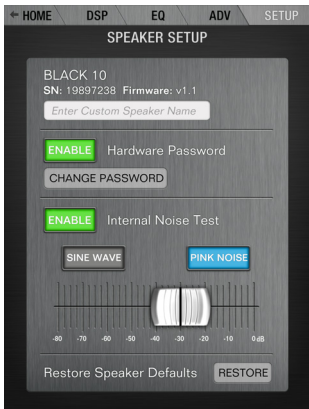 HOME DSP EQ ADV SETUP
SPEAKER SETUP
BLACK 10
SN: 19897238 Firmware: v1.1
Enter Custom Speaker Name
ENABLE Hardware Password
CHANGE PASSWORD
ENABLE Internal Noise Test
SINE WAVE PINK NOISE
-80 -70 -60 -50 -40 -30 -20 -10 0 dB
Restore Speaker Defaults RESTORE